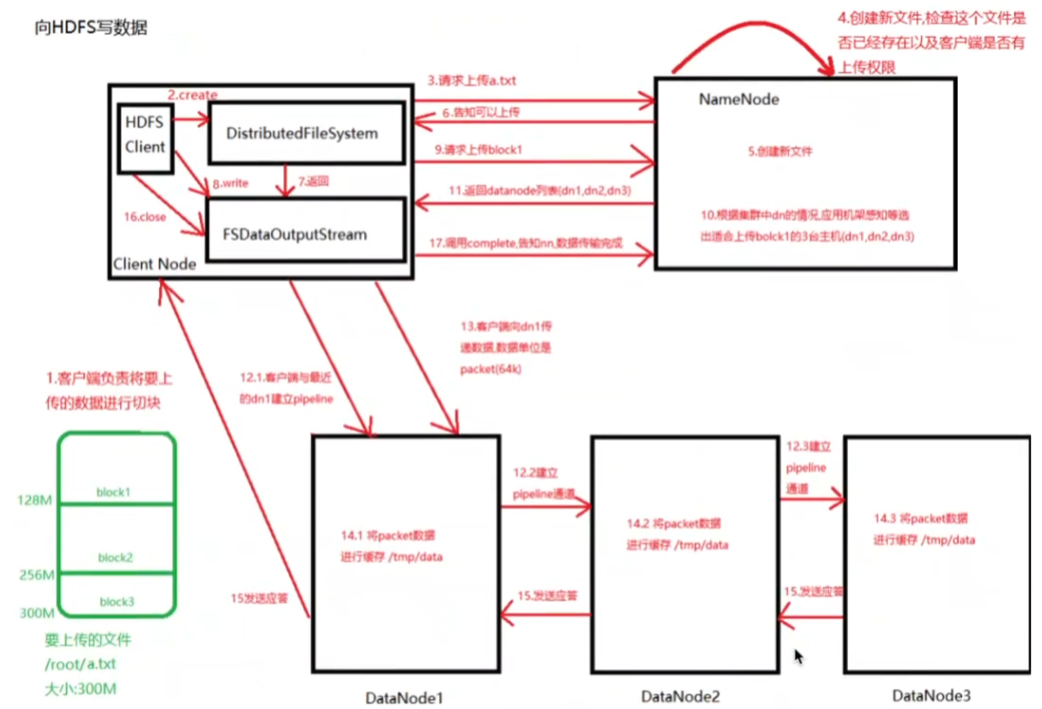 向HDFS写数据
4.创建新文件,检查这个文件是
否已经存在以及客户端是否有
上传权限
2.create
HDFS
Client
DistributedFileSystem
8.write
7.返回
16.close
FSDataOutputStream
Client Node
3.请求上传a.txt
6.告知可以上传
9.请求上传block1
11.返回datanode列表(dn1,dn2,dn3)
17.调用complete,告知nn,数据传输完成
NameNode
5.创建新文件
10.根据集群中dn的情况,应用机架感知等选
出适合上传bolck1的3台主机(dn1,dn2,dn3)
1.客户端负责将要上
传的数据进行切块
12.1.客户端与最近
的dn1建立pipeline
13.客户端向dn1传
递数据,数据单位是
packet(64k)
block1
128M
block2
256M
block3
300M
要上传的文件
/root/a.txt
大小:300M
15发送应答
14.1 将packet数据
进行缓存 /tmp/data
DataNode1
12.2建立
pipeline通道
15.发送应答
14.2 将packet数据
进行缓存 /tmp/data
DataNode2
12.3建立
pipeline
通道
15.发送应答
14.3 将packet数据
进行缓存 /tmp/data
DataNode3